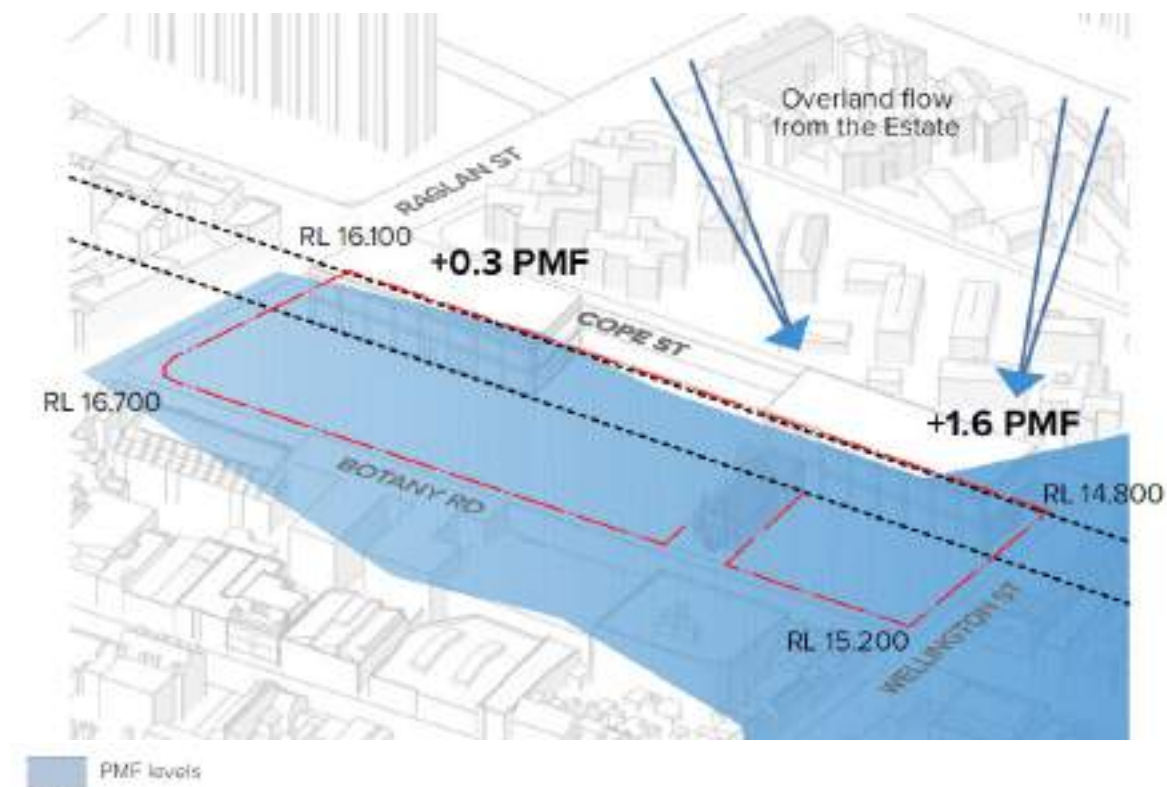 Overland flow
from the Estate
RAGLAN ST
RL 16.100
+0.3 PMF
COPE ST
RL 16.700
+1.6 PMF
BOTANY RD
RL 14.800
RL 15.200
WELLINGTON ST
PMF levels